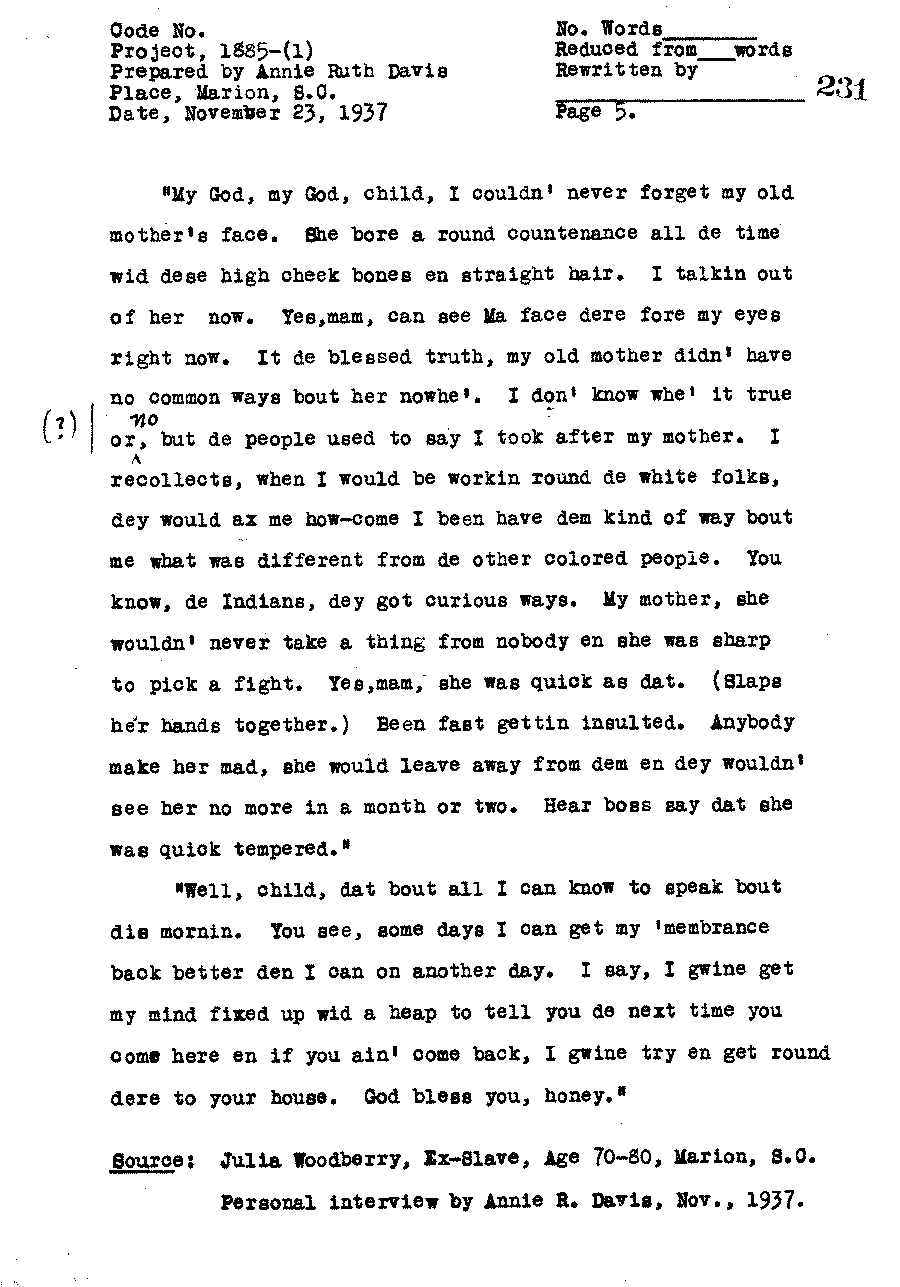 Code No.
Project, 1885-(1)
Prepared by Annie Ruth Davis
Place, Marion, S.C.
Date, November 23, 1937
No. Words________
Reduced from___words
Rewritten by
____________________
231
Page 5.
"My God, my God, child, I couldn' never forget my old
mother's face. She bore a round countenance all de time
wid dese high cheek bones en straight hair. I talkin out
of her now. Yes,mam, can see Ma face dere fore my eyes
right now. It de blessed truth, my old mother didn' have
no common ways bout her nowhe'. I don' know whe' it true
(?) no
or, but de people used to say I took after my mother. I
recollects, when I would be workin round de white folks,
dey would ax me how-come I been have dem kind of way bout
me what was different from de other colored people. You
know, de Indians, dey got curious ways. My mother, she
wouldn' never take a thing from nobody en she was sharp
to pick a fight. Yes,mam, she was quick as dat. (Slaps
her hands together.) Been fast gettin insulted. Anybody
make her mad, she would leave away from dem en dey wouldn'
see her no more in a month or two. Hear boss say dat she
was quick tempered."
"Well, child, dat bout all I can know to speak bout
dis mornin. You see, some days I can get my 'membrance
back better den I can on another day. I say, I gwine get
my mind fixed up wid a heap to tell you de next time you
come here en if you ain' come back, I gwine try en get round
dere to your house. God bless you, honey."
Source: Julia Woodberry, Ex-Slave, Age 70-80, Marion, S.C.
Personal interview by Annie R. Davis, Nov., 1937.